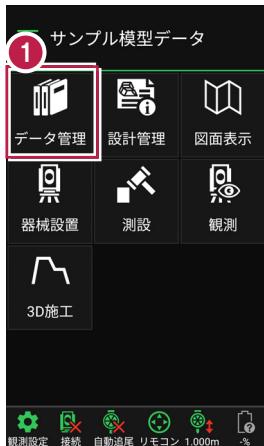 1
サンプル模型データ
データ管理 設計管理 図面表示
器械設置 測設 観測
3D施工
観測設定 接続 自動追尾 リモコン 1.000m -%